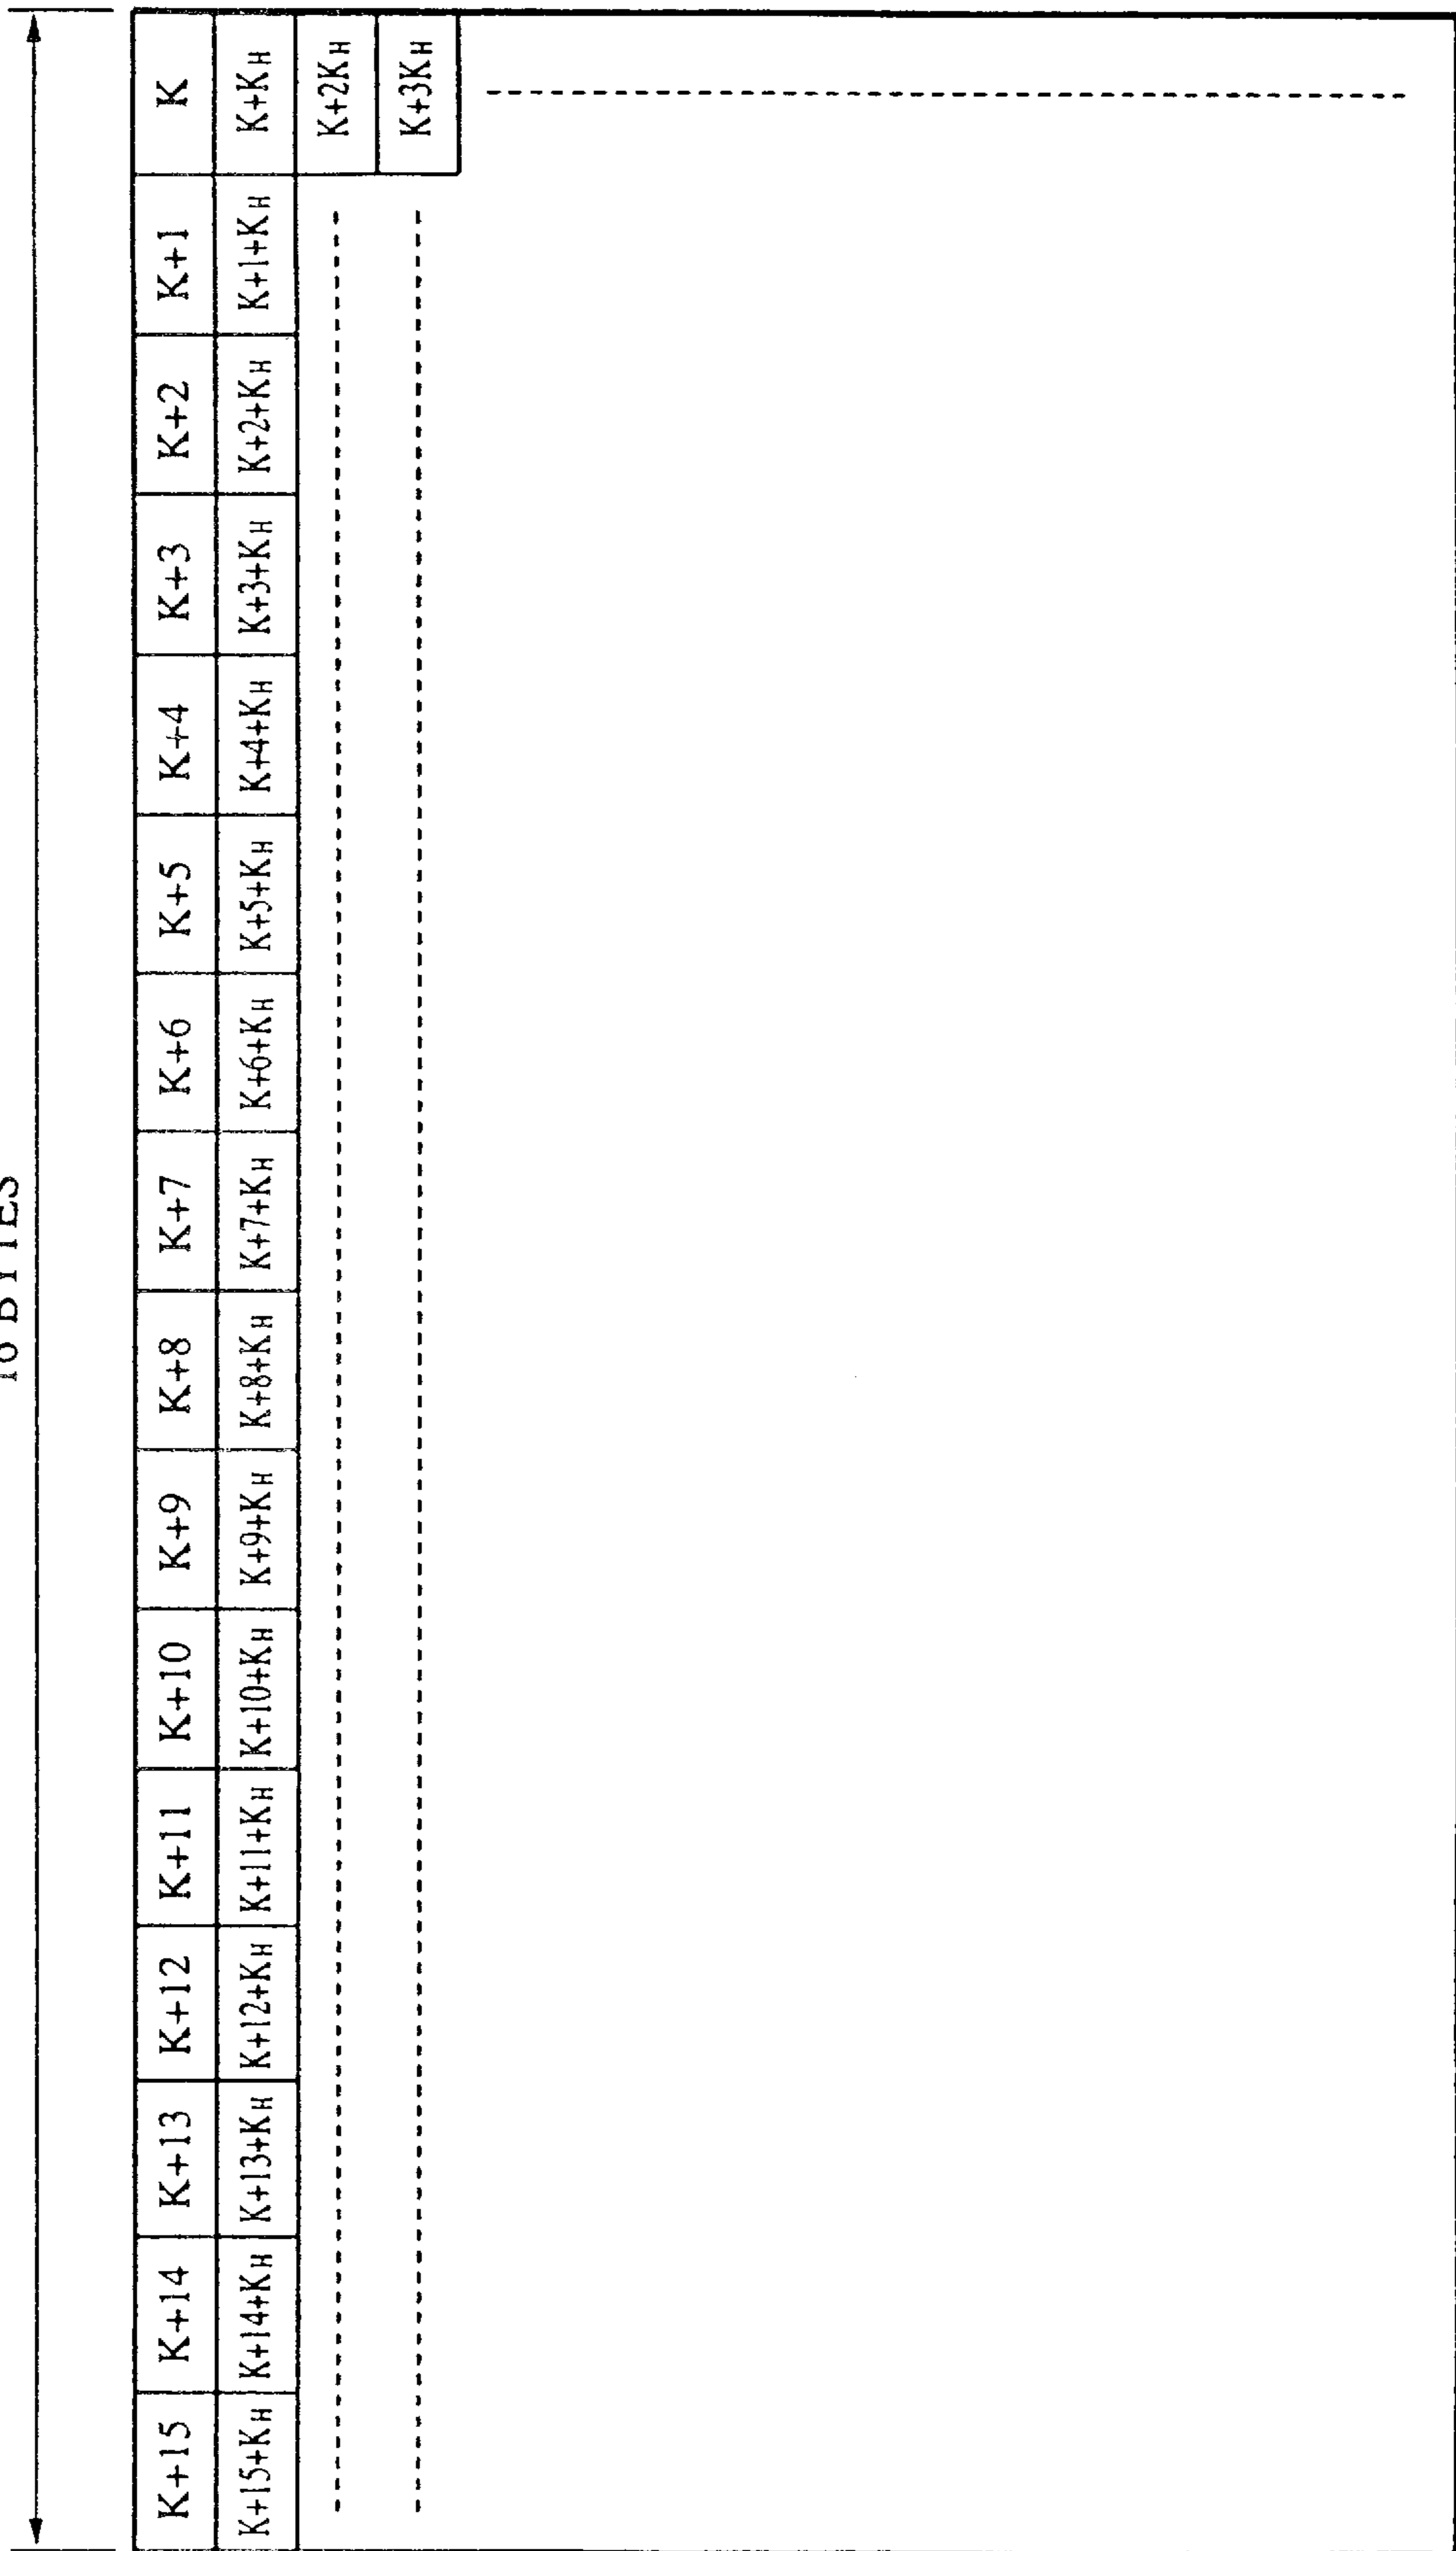 16 BYTES
K+15 K+14 K+13 K+12 K+11 K+10 K+9 K+8 K+7 K+6 K+5 K+4 K+3 K+2 K+1 K
K+15+KH K+14+KH K+13+KH K+12+KH K+11+KH K+10+KH K+9+KH K+8+KH K+7+KH K+6+KH K+5+KH K+4+KH K+3+KH K+2+KH K+1+KH K+KH
K+2KH
K+3KH